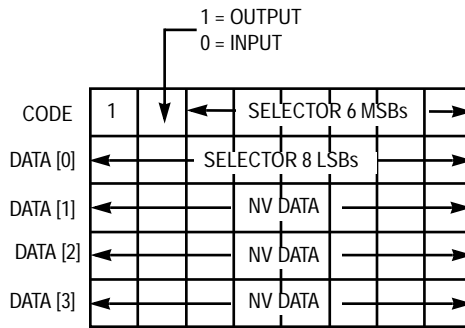 1 = OUTPUT
0 = INPUT
CODE 1 SELECTOR 6 MSBs
DATA [0] SELECTOR 8 LSBs
DATA [1] NV DATA
DATA [2] NV DATA
DATA [3] NV DATA